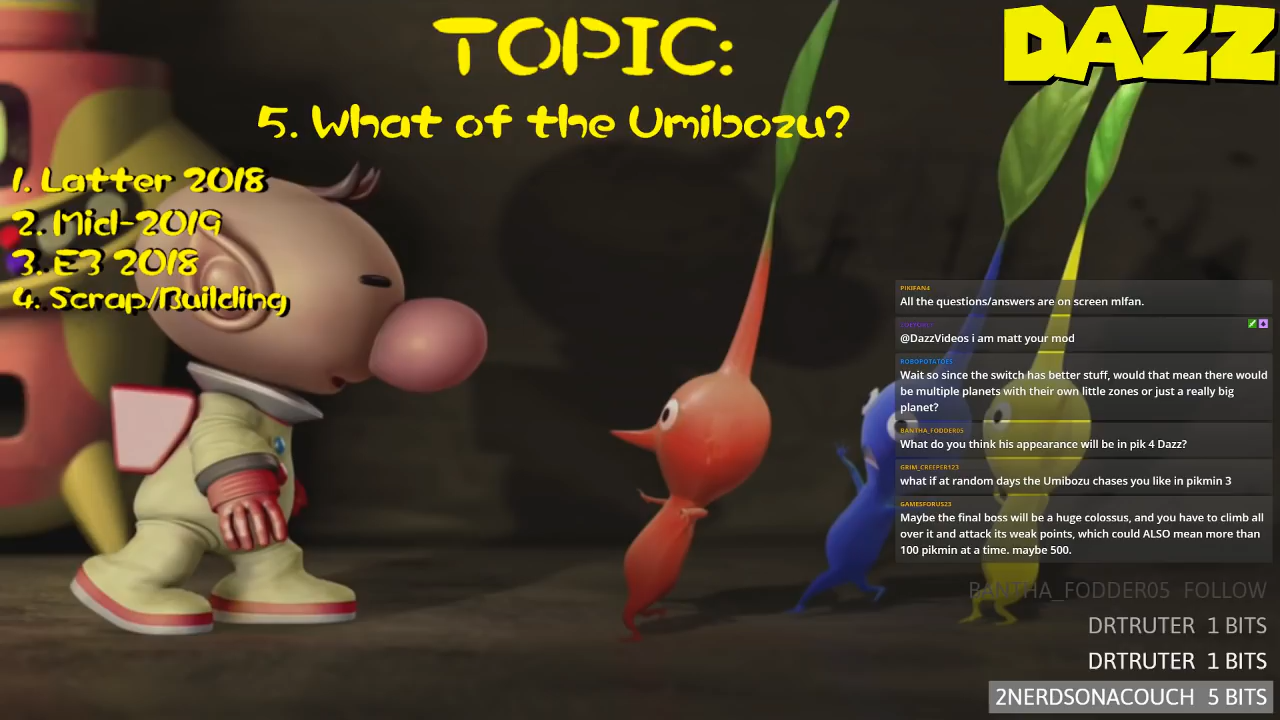 TOPIC:
DAZZ
5. What of the Umibozu?
1. Latter 2018
2. Mid-2019
3. E3 2018
4. Scrap/Building
PIKIFAN4
All the questions/answers are on screen mlfan.
@DazzVideos i am matt your mod
ROBOPOTATOES
Wait so since the switch has better stuff, would that mean there would
be multiple planets with their own little zones or just a really big
planet?
BANTHA_FODDER05
What do you think his appearance will be in pik 4 Dazz?
GRIM_CREEPER123
what if at random days the Umibozu chases you like in pikmin 3
GAMESFORUS23
Maybe the final boss will be a huge colossus, and you have to climb all
over it and attack its weak points, which could ALSO mean more than
100 pikmin at a time. maybe 500.
BANTHA_FODDER05 FOLLOW
DRTRUTER 1 BITS
DRTRUTER 1 BITS
2NERDSONACOUCH 5 BITS